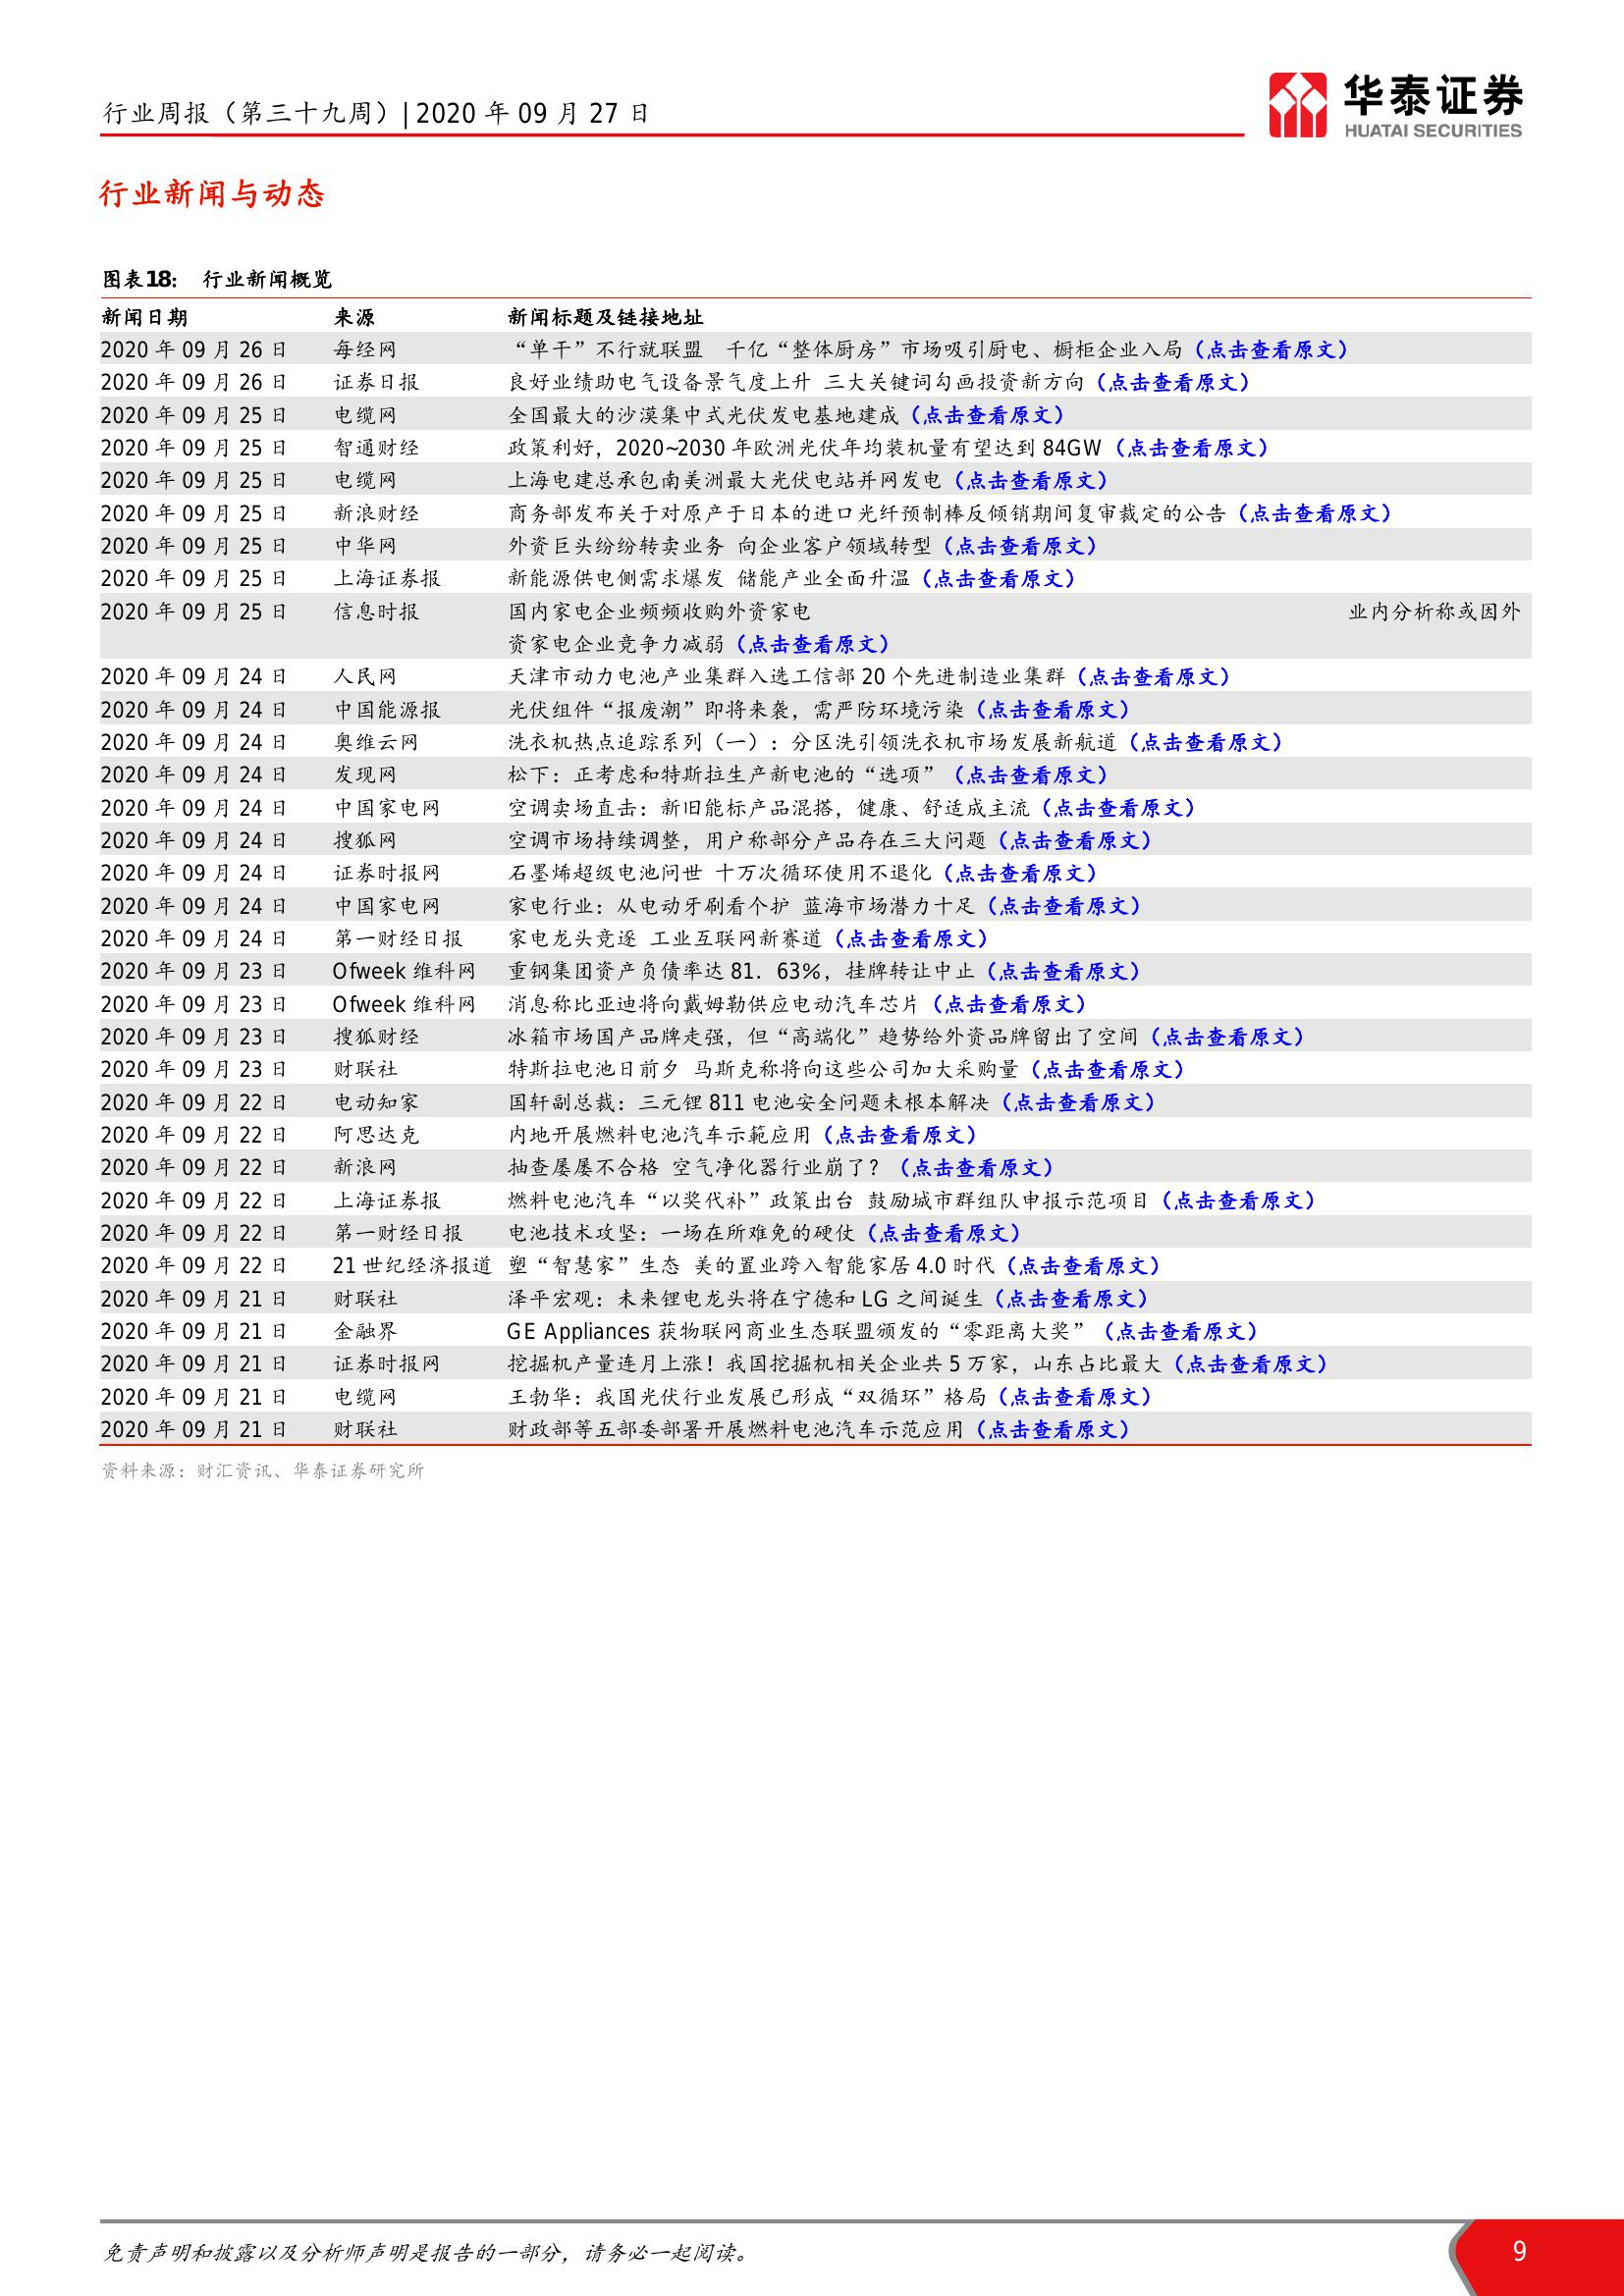 行业周报（第三十九周）| 2020 年 09 月 27 日
华泰证券
HUATAI SECURITIES
行业新闻与动态
图表18： 行业新闻概览
新闻日期 来源 新闻标题及链接地址
2020 年 09 月 26 日 每经网 “单干”不行就联盟 千亿“整体厨房”市场吸引厨电、橱柜企业入局（点击查看原文）
2020 年 09 月 26 日 证券日报 良好业绩助电气设备景气度上升 三大关键词勾画投资新方向（点击查看原文）
2020 年 09 月 25 日 电缆网 全国最大的沙漠集中式光伏发电基地建成（点击查看原文）
2020 年 09 月 25 日 智通财经 政策利好，2020~2030 年欧洲光伏年均装机量有望达到 84GW（点击查看原文）
2020 年 09 月 25 日 电缆网 上海电建总承包南美洲最大光伏电站并网发电（点击查看原文）
2020 年 09 月 25 日 新浪财经 商务部发布关于对原产于日本的进口光纤预制棒反倾销期间复审裁定的公告（点击查看原文）
2020 年 09 月 25 日 中华网 外资巨头纷纷转卖业务 向企业客户领域转型（点击查看原文）
2020 年 09 月 25 日 上海证券报 新能源供电侧需求爆发 储能产业全面升温（点击查看原文）
2020 年 09 月 25 日 信息时报 国内家电企业频频收购外资家电 业内分析称或因外
资家电企业竞争力减弱（点击查看原文）
2020 年 09 月 24 日 人民网 天津市动力电池产业集群入选工信部 20 个先进制造业集群（点击查看原文）
2020 年 09 月 24 日 中国能源报 光伏组件“报废潮”即将来袭，需严防环境污染（点击查看原文）
2020 年 09 月 24 日 奥维云网 洗衣机热点追踪系列（一）：分区洗引领洗衣机市场发展新航道（点击查看原文）
2020 年 09 月 24 日 发现网 松下：正考虑和特斯拉生产新电池的“选项”（点击查看原文）
2020 年 09 月 24 日 中国家电网 空调卖场直击：新旧能标产品混搭，健康、舒适成主流（点击查看原文）
2020 年 09 月 24 日 搜狐网 空调市场持续调整，用户称部分产品存在三大问题（点击查看原文）
2020 年 09 月 24 日 证券时报网 石墨烯超级电池问世 十万次循环使用不退化（点击查看原文）
2020 年 09 月 24 日 中国家电网 家电行业：从电动牙刷看个护 蓝海市场潜力十足（点击查看原文）
2020 年 09 月 24 日 第一财经日报 家电龙头竞逐 工业互联网新赛道（点击查看原文）
2020 年 09 月 23 日 Ofweek 维科网 重钢集团资产负债率达 81．63%，挂牌转让中止（点击查看原文）
2020 年 09 月 23 日 Ofweek 维科网 消息称比亚迪将向戴姆勒供应电动汽车芯片（点击查看原文）
2020 年 09 月 23 日 搜狐财经 冰箱市场国产品牌走强，但“高端化”趋势给外资品牌留出了空间（点击查看原文）
2020 年 09 月 23 日 财联社 特斯拉电池日前夕 马斯克称将向这些公司加大采购量（点击查看原文）
2020 年 09 月 22 日 电动知家 国轩副总裁：三元锂 811 电池安全问题未根本解决（点击查看原文）
2020 年 09 月 22 日 阿思达克 内地开展燃料电池汽车示範应用（点击查看原文）
2020 年 09 月 22 日 新浪网 抽查屡屡不合格 空气净化器行业崩了？（点击查看原文）
2020 年 09 月 22 日 上海证券报 燃料电池汽车“以奖代补”政策出台 鼓励城市群组队申报示范项目（点击查看原文）
2020 年 09 月 22 日 第一财经日报 电池技术攻坚：一场在所难免的硬仗（点击查看原文）
2020 年 09 月 22 日 21 世纪经济报道 塑“智慧家”生态 美的置业跨入智能家居 4.0 时代（点击查看原文）
2020 年 09 月 21 日 财联社 泽平宏观：未来锂电龙头将在宁德和 LG 之间诞生（点击查看原文）
2020 年 09 月 21 日 金融界 GE Appliances 获物联网商业生态联盟颁发的“零距离大奖”（点击查看原文）
2020 年 09 月 21 日 证券时报网 挖掘机产量连月上涨！我国挖掘机相关企业共 5 万家，山东占比最大（点击查看原文）
2020 年 09 月 21 日 电缆网 王勃华：我国光伏行业发展已形成“双循环”格局（点击查看原文）
2020 年 09 月 21 日 财联社 财政部等五部委部署开展燃料电池汽车示范应用（点击查看原文）
资料来源：财汇资讯、华泰证券研究所
免责声明和披露以及分析师声明是报告的一部分，请务必一起阅读。
9